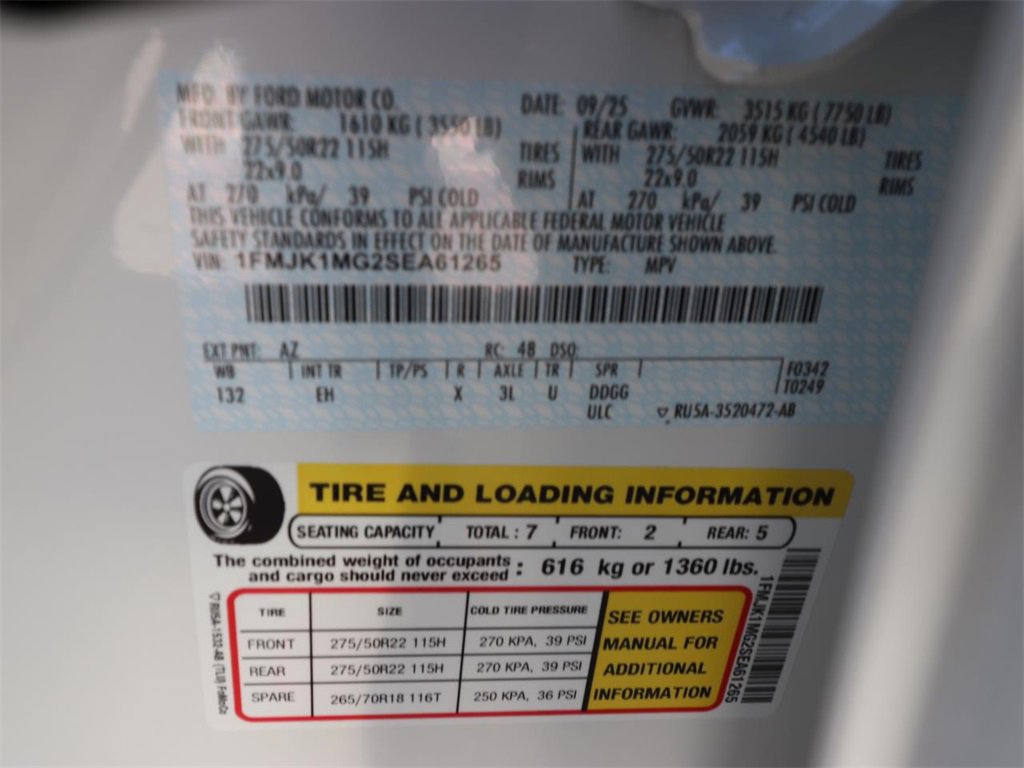 MFD. BY FORD MOTOR CO. DATE: 09/25 GVWR: 3515 KG ( 7750 LB)
FRONT GAWR: 1610 KG ( 3550 LB) REAR GAWR: 2059 KG ( 4540 LB)
WITH 275/50R22 115H TIRES WITH 275/50R22 115H TIRES
22x9.0 RIMS 22x9.0 RIMS
AT 270 kPa/ 39 PSI COLD AT 270 kPa/ 39 PSI COLD
THIS VEHICLE CONFORMS TO ALL APPLICABLE FEDERAL MOTOR VEHICLE
SAFETY STANDARDS IN EFFECT ON THE DATE OF MANUFACTURE SHOWN ABOVE.
VIN: 1FMJK1MG2SEA61265 TYPE: MPV
EXT PNT: AZ RC: 48 DSO:
WB INT TR TP/PS R AXLE TR SPR F0342
132 EH X 3L U DDGG T0249
ULC ▽ RU5A-3520472-AB
TIRE AND LOADING INFORMATION
SEATING CAPACITY TOTAL : 7 FRONT: 2 REAR: 5
The combined weight of occupants
and cargo should never exceed : 616 kg or 1360 lbs.
TIRE SIZE COLD TIRE PRESSURE
FRONT 275/50R22 115H 270 KPA, 39 PSI
REAR 275/50R22 115H 270 KPA, 39 PSI
SPARE 265/70R18 116T 250 KPA, 36 PSI
SEE OWNERS
MANUAL FOR
ADDITIONAL
INFORMATION
1FMJK1MG2SEA61265
▽ RU5A-1532-AB (TLU) FoMoCo